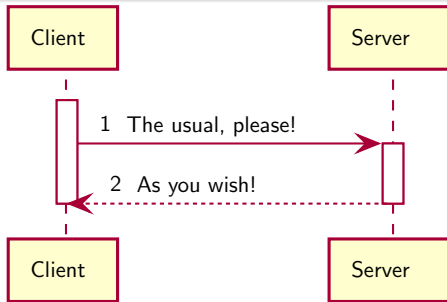 Client
Server
1 The usual, please!
2 As you wish!
Client
Server